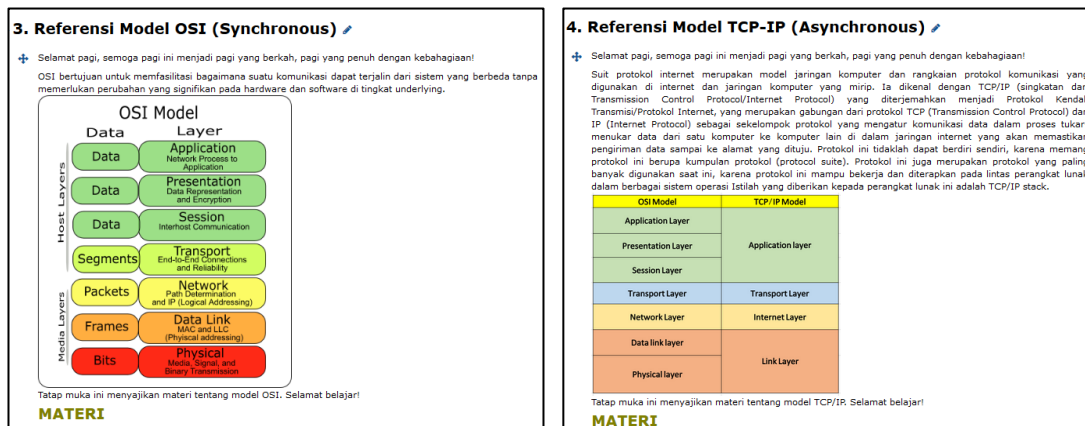 3. Referensi Model OSI (Synchronous)
Selamat pagi, semoga pagi ini menjadi pagi yang berkah, pagi yang penuh dengan kebahagiaan!
OSI bertujuan untuk memfasilitasi bagaimana suatu komunikasi dapat terjalin dari sistem yang berbeda tanpa
memerlukan perubahan yang signifikan pada hardware dan software di tingkat underlying.
OSI Model
Data Layer
Host Layers
Data Application
Network Process to
Application
Data Presentation
Data Representation
and Encryption
Data Session
Interhost Communication
Segments Transport
End-to-End Connections
and Reliability
Media Layers
Packets Network
Path Determination
and IP (Logical Addressing)
Frames Data Link
MAC and LLC
(Phyiscal addressing)
Bits Physical
Media, Signal, and
Binary Transmission
Tatap muka ini menyajikan materi tentang model OSI. Selamat belajar!
MATERI
4. Referensi Model TCP-IP (Asynchronous)
Selamat pagi, semoga pagi ini menjadi pagi yang berkah, pagi yang penuh dengan kebahagiaan!
Suit protokol internet merupakan model jaringan komputer dan rangkaian protokol komunikasi yang
digunakan di internet dan jaringan komputer yang mirip. Ia dikenal dengan TCP/IP (singkatan dar
Transmission Control Protocol/Internet Protocol) yang diterjemahkan menjadi Protokol Kendal
Transmisi/Protokol Internet, yang merupakan gabungan dari protokol TCP (Transmission Control Protocol) dar
IP (Internet Protocol) sebagai sekelompok protokol yang mengatur komunikasi data dalam proses tukar
menukar data dari satu komputer ke komputer lain di dalam jaringan internet yang akan memastikan
pengiriman data sampai ke alamat yang dituju. Protokol ini tidaklah dapat berdiri sendiri, karena memang
protokol ini berupa kumpulan protokol (protocol suite). Protokol ini juga merupakan protokol yang paling
banyak digunakan saat ini, karena protokol ini mampu bekerja dan diterapkan pada lintas perangkat lunak
dalam berbagai sistem operasi Istilah yang diberikan kepada perangkat lunak ini adalah TCP/IP stack.
OSI Model TCP/IP Model
Application Layer
Presentation Layer Application layer
Session Layer
Transport Layer Transport Layer
Network Layer Internet Layer
Data link layer
Link Layer
Physical layer
Tatap muka ini menyajikan materi tentang model TCP/IP. Selamat belajar!
MATERI